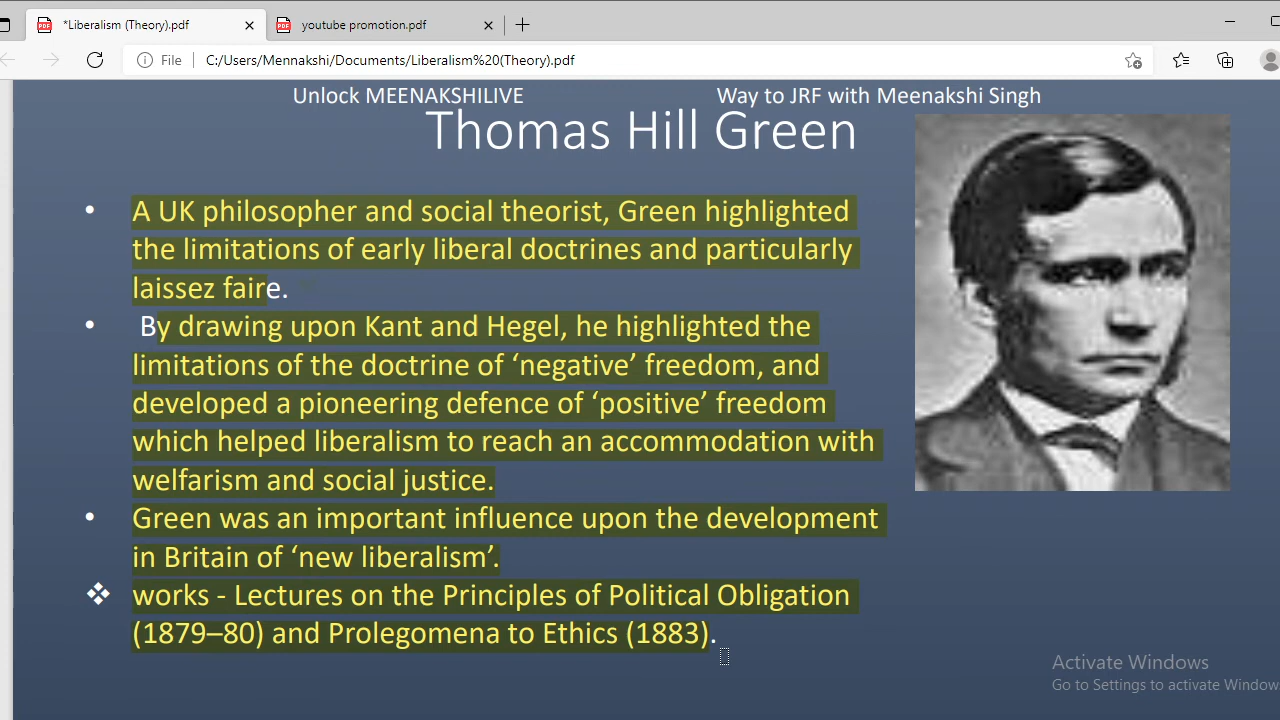 *Liberalism (Theory).pdf
youtube promotion.pdf
File
C:/Users/Mennakshi/Documents/Liberalism%20(Theory).pdf
Unlock MEENAKSHILIVE
Way to JRF with Meenakshi Singh
Thomas Hill Green
• A UK philosopher and social theorist, Green highlighted
the limitations of early liberal doctrines and particularly
laissez faire.
• By drawing upon Kant and Hegel, he highlighted the
limitations of the doctrine of ‘negative’ freedom, and
developed a pioneering defence of ‘positive’ freedom
which helped liberalism to reach an accommodation with
welfarism and social justice.
• Green was an important influence upon the development
in Britain of ‘new liberalism’.
❖ works - Lectures on the Principles of Political Obligation
(1879–80) and Prolegomena to Ethics (1883).
Activate Windows
Go to Settings to activate Window